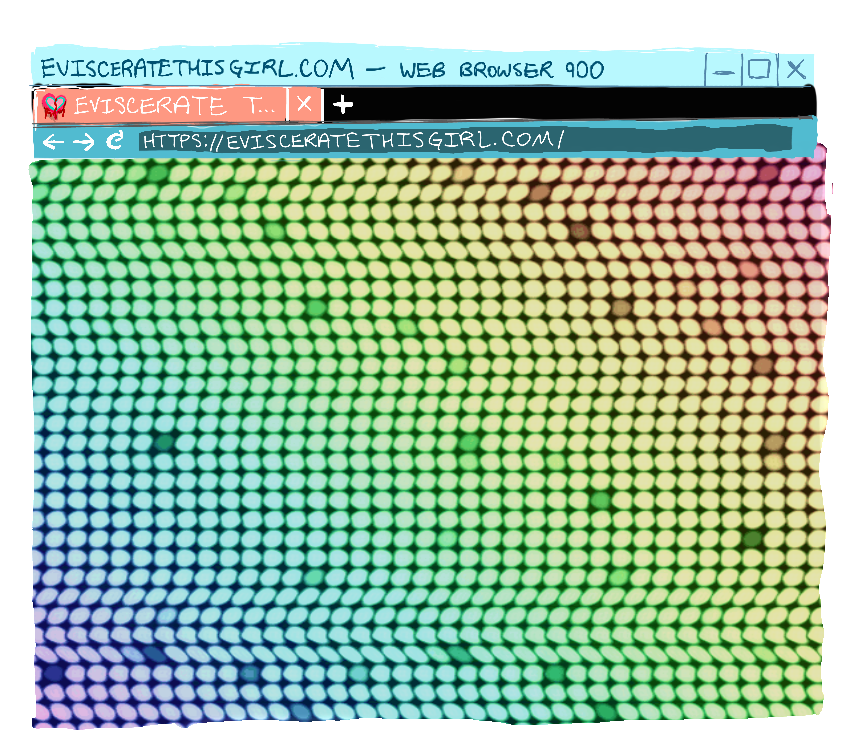 EVISCERATETHISGIRL.COM — WEB BROWSER 900
EVISCERATE T...
HTTPS://EVISCERATETHISGIRL.COM/